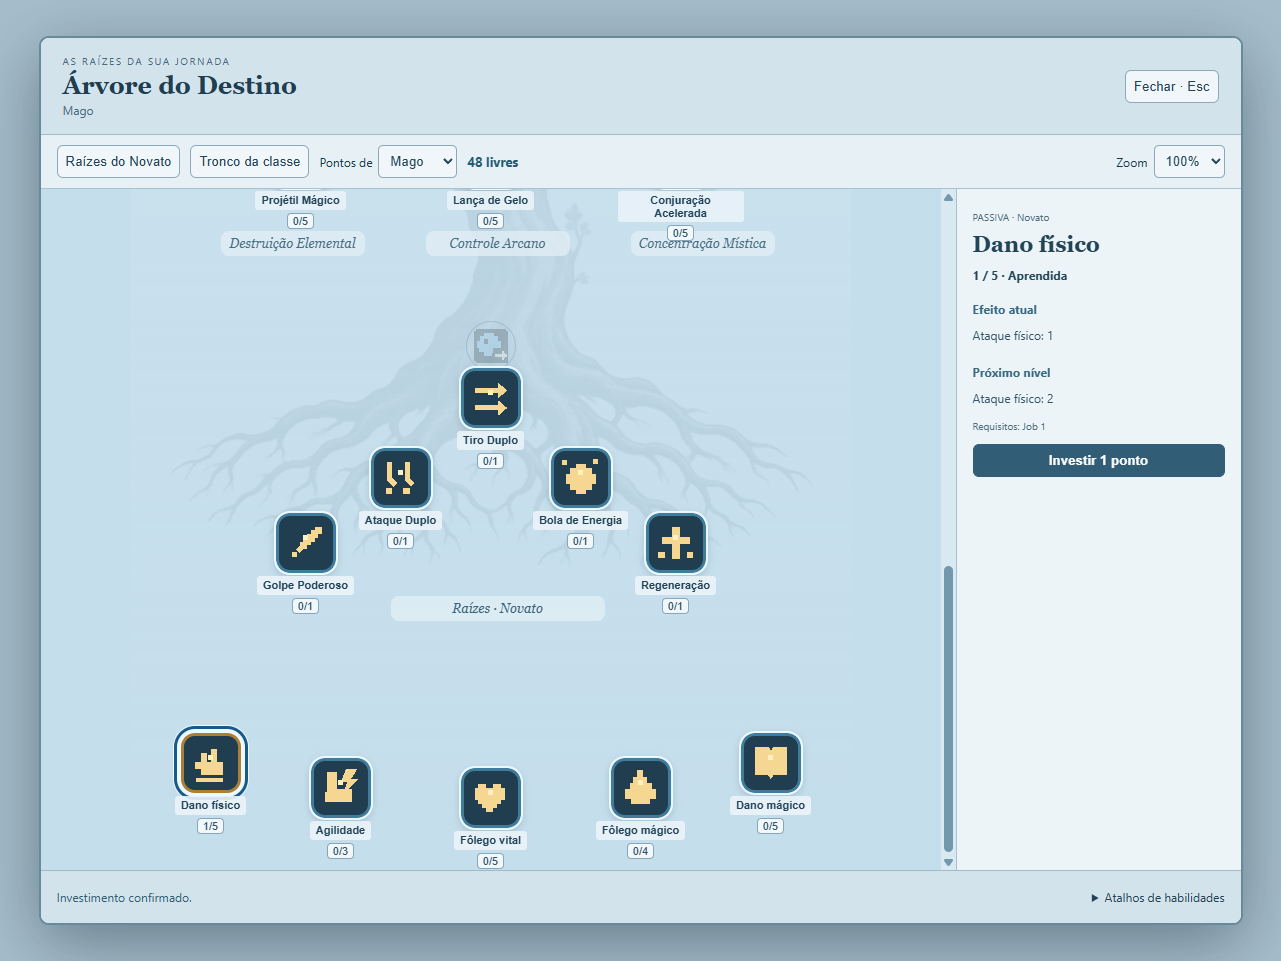 AS RAÍZES DA SUA JORNADA
Árvore do Destino
Mago
Fechar · Esc
Raízes do Novato
Tronco da classe
Pontos de
Mago
48 livres
Zoom
100%
Projétil Mágico
0/5
Lança de Gelo
0/5
Conjuração
Acelerada
0/5
Destruição Elemental
Controle Arcano
Concentração Mística
Tiro Duplo
0/1
Ataque Duplo
0/1
Bola de Energia
0/1
Golpe Poderoso
0/1
Regeneração
0/1
Raízes · Novato
Dano físico
1/5
Agilidade
0/3
Fôlego vital
0/5
Fôlego mágico
0/4
Dano mágico
0/5
PASSIVA · Novato
Dano físico
1 / 5 · Aprendida
Efeito atual
Ataque físico: 1
Próximo nível
Ataque físico: 2
Requisitos: Job 1
Investir 1 ponto
Investimento confirmado.
Atalhos de habilidades